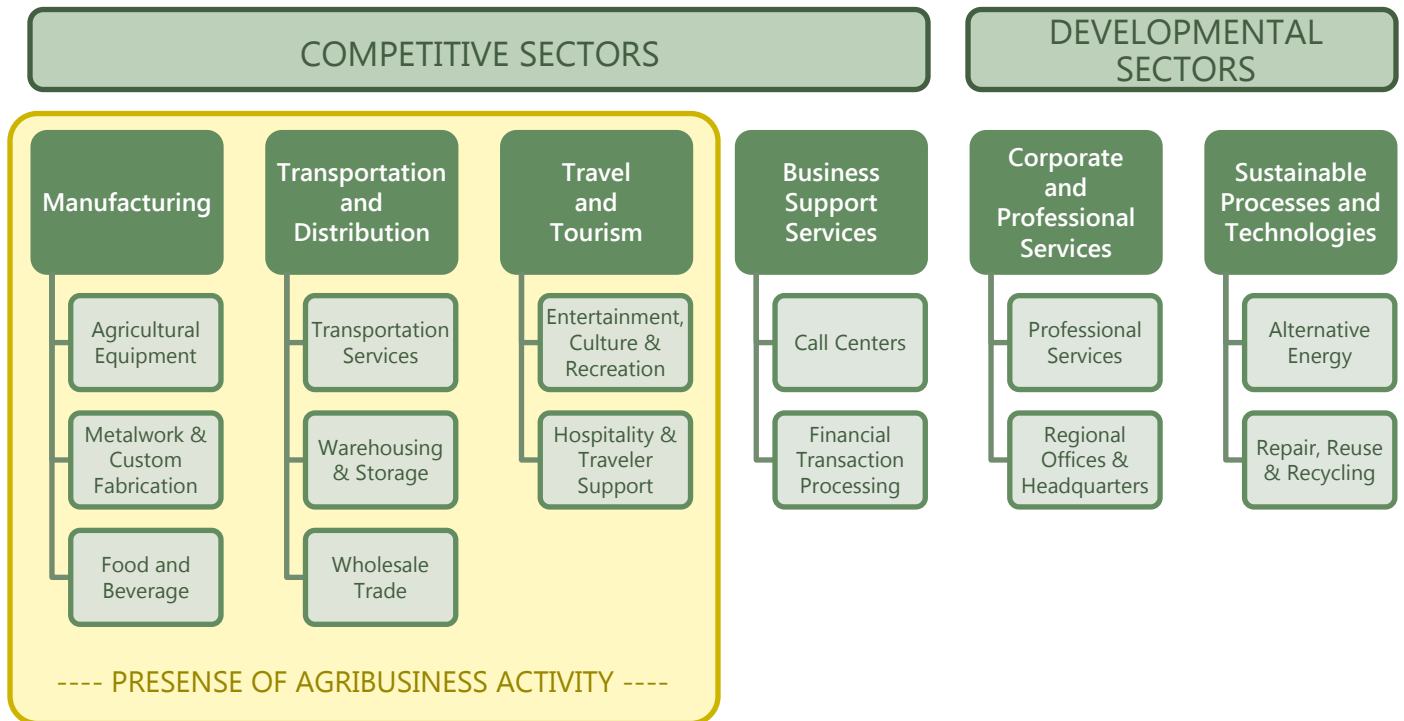 COMPETITIVE SECTORS
DEVELOPMENTAL
SECTORS
Manufacturing
Agricultural
Equipment
Metalwork &
Custom
Fabrication
Food and
Beverage
Transportation
and
Distribution
Transportation
Services
Warehousing
& Storage
Wholesale
Trade
Travel
and
Tourism
Entertainment,
Culture &
Recreation
Hospitality &
Traveler
Support
Business
Support
Services
Call Centers
Financial
Transaction
Processing
Corporate
and
Professional
Services
Professional
Services
Regional
Offices &
Headquarters
Sustainable
Processes and
Technologies
Alternative
Energy
Repair, Reuse
& Recycling
---- PRESENSE OF AGRIBUSINESS ACTIVITY ----